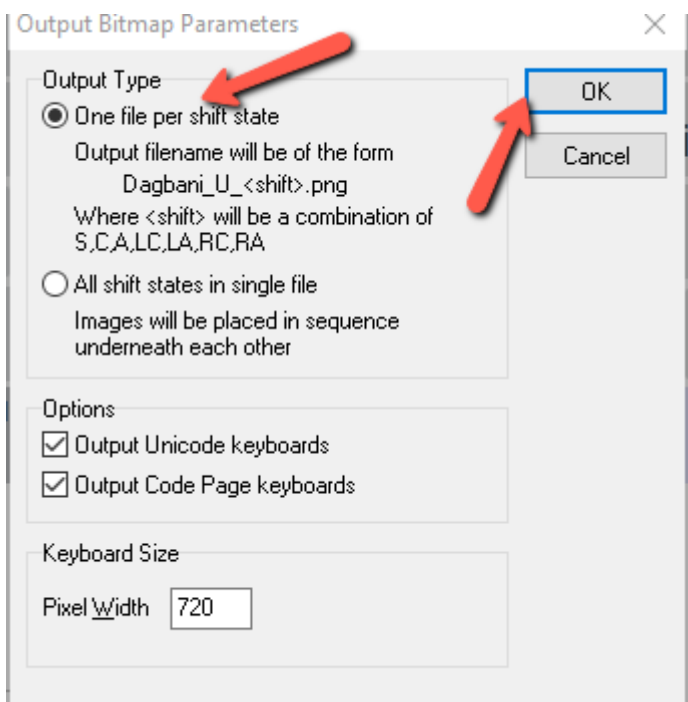 Output Bitmap Parameters
Output Type
One file per shift state
Output filename will be of the form
Dagbani_U_<shift>.png
Where <shift> will be a combination of
S,C,A,LC,LA,RC,RA
All shift states in single file
Images will be placed in sequence
underneath each other
OK
Cancel
Options
Output Unicode keyboards
Output Code Page keyboards
Keyboard Size
Pixel Width 720